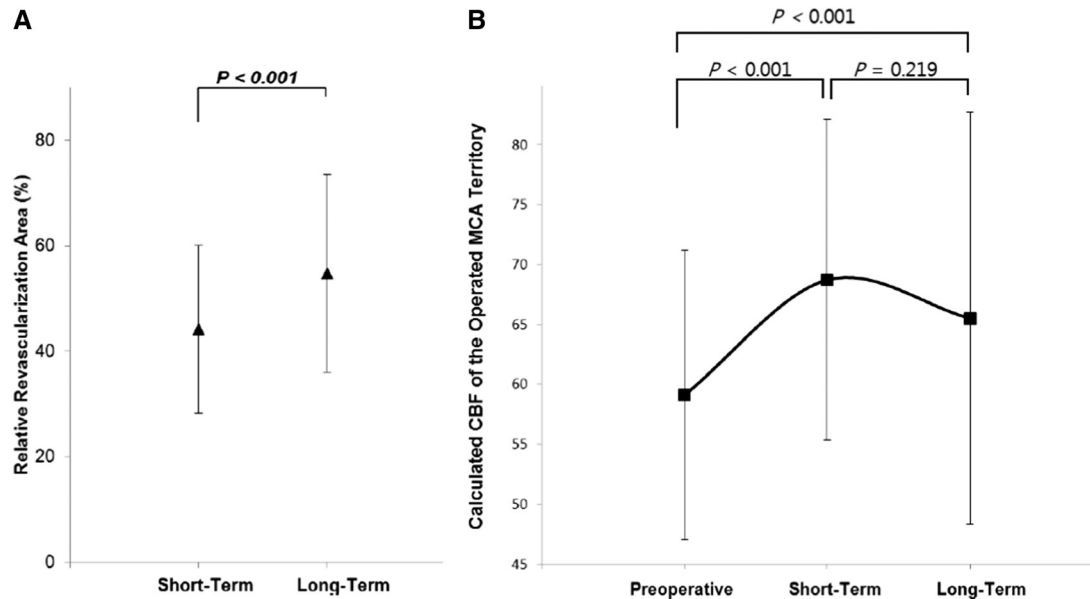 A
P < 0.001
Relative Revascularization Area (%)
80
60
40
20
0
Short-Term Long-Term
B
P < 0.001
P < 0.001 P = 0.219
Calculated CBF of the Operated MCA Territory
80
75
70
65
60
55
50
45
Preoperative Short-Term Long-Term